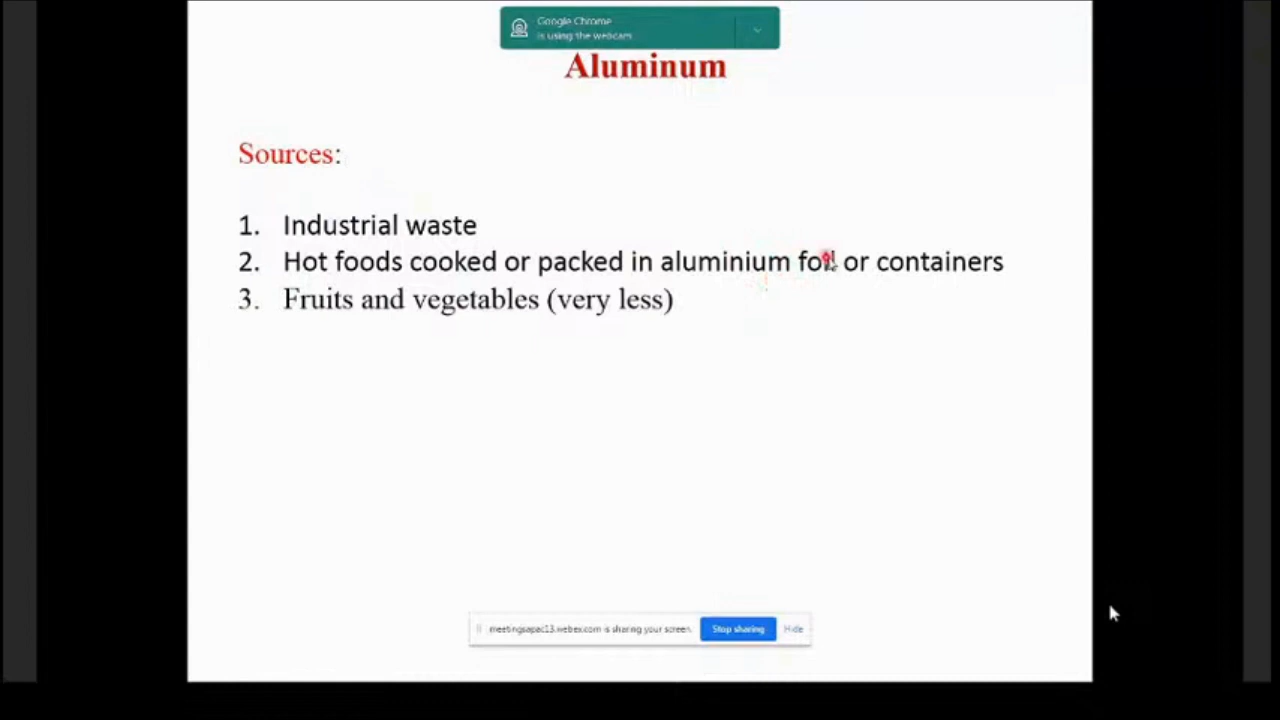 Google Chrome
is using the webcam
Aluminum
Sources:
1. Industrial waste
2. Hot foods cooked or packed in aluminium foil or containers
3. Fruits and vegetables (very less)
meetingsapac13.webex.com is sharing your screen.
Stop sharing
Hide